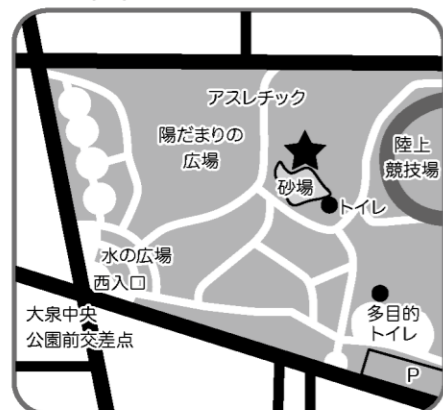 アスレチック
陽だまりの
広場
陸上
競技場
砂場
トイレ
水の広場
西入口
大泉中央
公園前交差点
多目的
トイレ
P